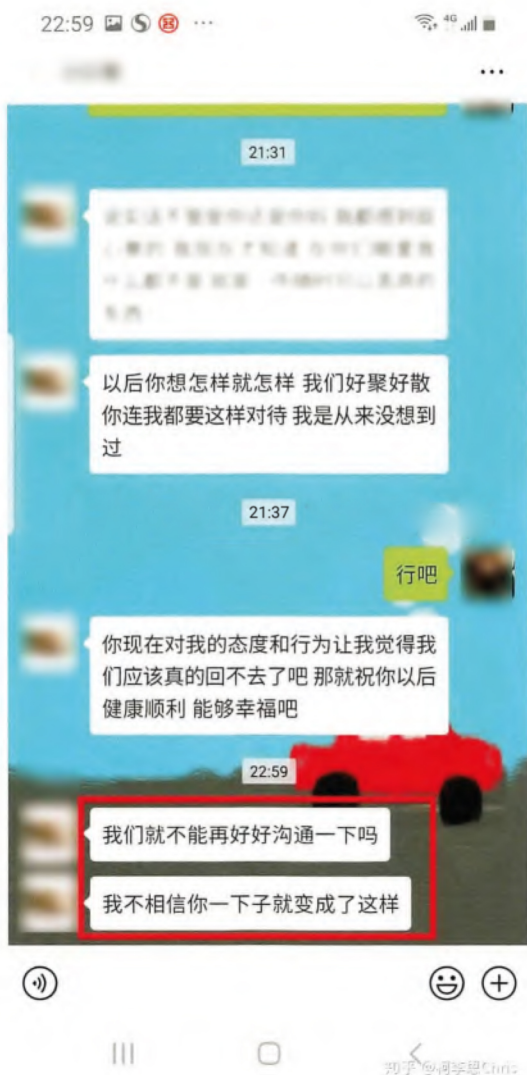 22:59
4G
21:31
以后你想怎样就怎样 我们好聚好散
你连我都要这样对待 我是从来没想到
过
21:37
行吧
你现在对我的态度和行为让我觉得我
们应该真的回不去了吧 那就祝你以后
健康顺利 能够幸福吧
22:59
我们就不能再好好沟通一下吗
我不相信你一下子就变成了这样